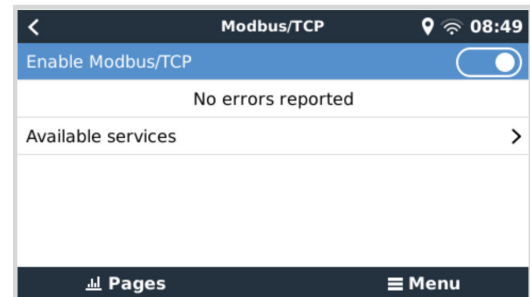 Modbus/TCP 08:49
Enable Modbus/TCP
No errors reported
Available services
Pages Menu